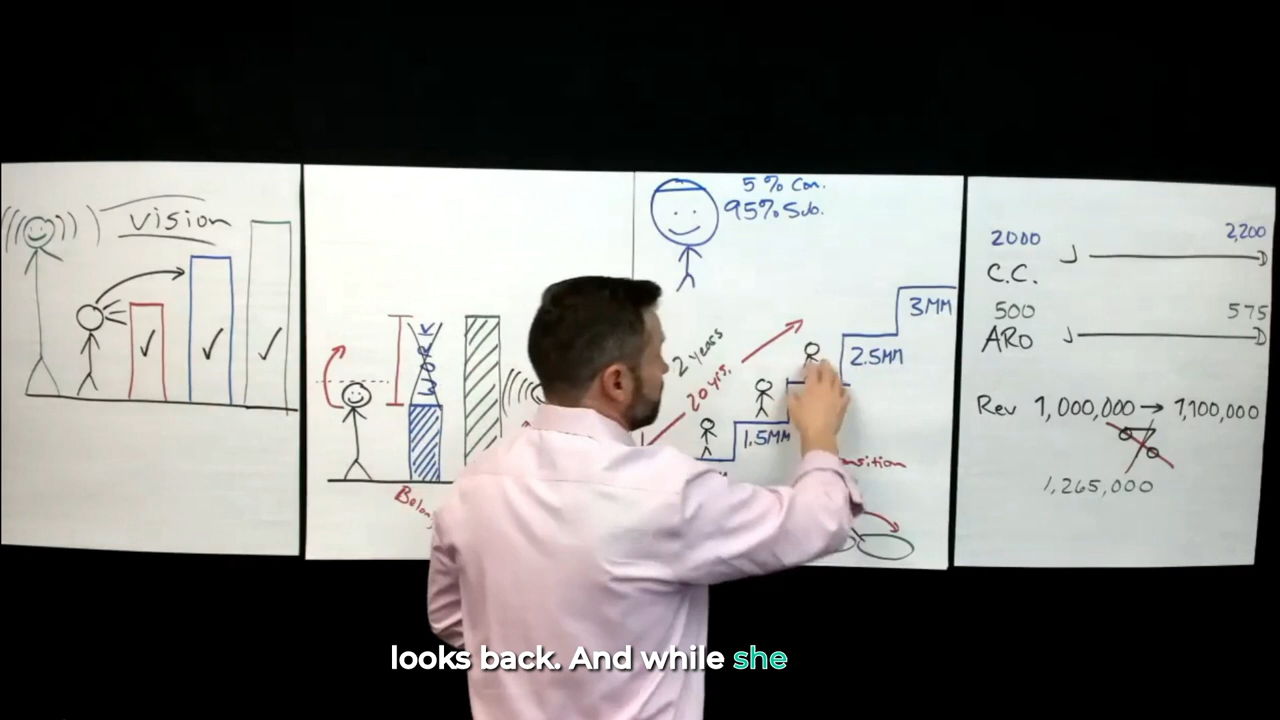 vision
WORK
5% Con.
95% Sub.
2 years
20 yrs.
1.5MM
2.5MM
3MM
2000
2,200
C.C.
500
575
ARO
Rev 1,000,000 → 1,100,000
1,265,000
looks back. And while she